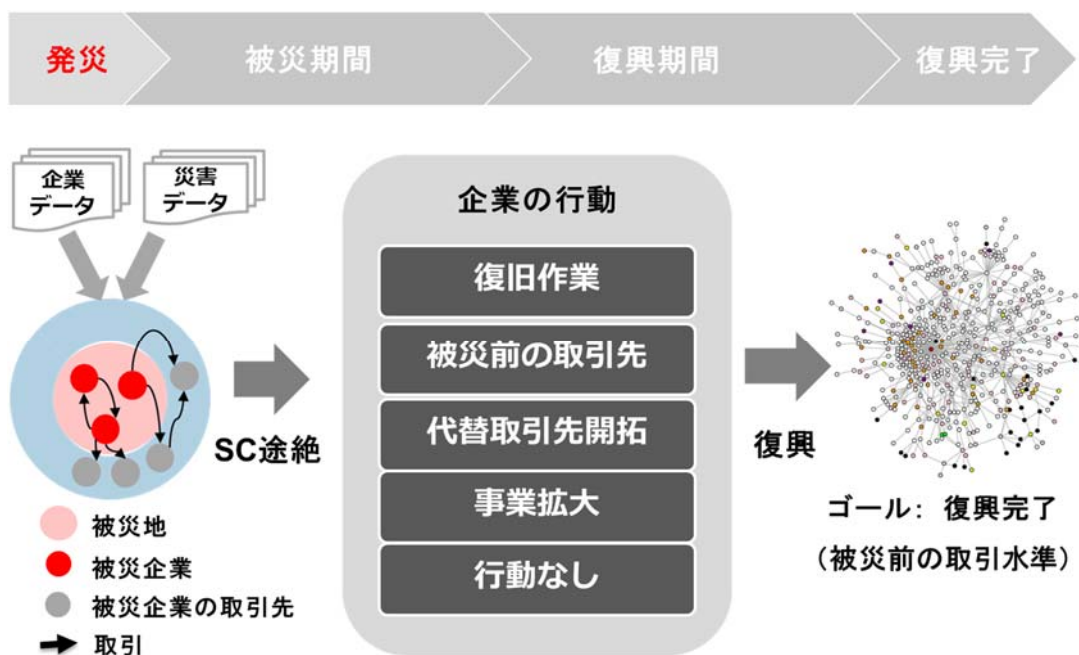 発災
被災期間
復興期間
復興完了
企業
データ
災害
データ
SC途絶
被災地
被災企業
被災企業の取引先
取引
企業の行動
復旧作業
被災前の取引先
代替取引先開拓
事業拡大
行動なし
復興
ゴール: 復興完了
(被災前の取引水準)